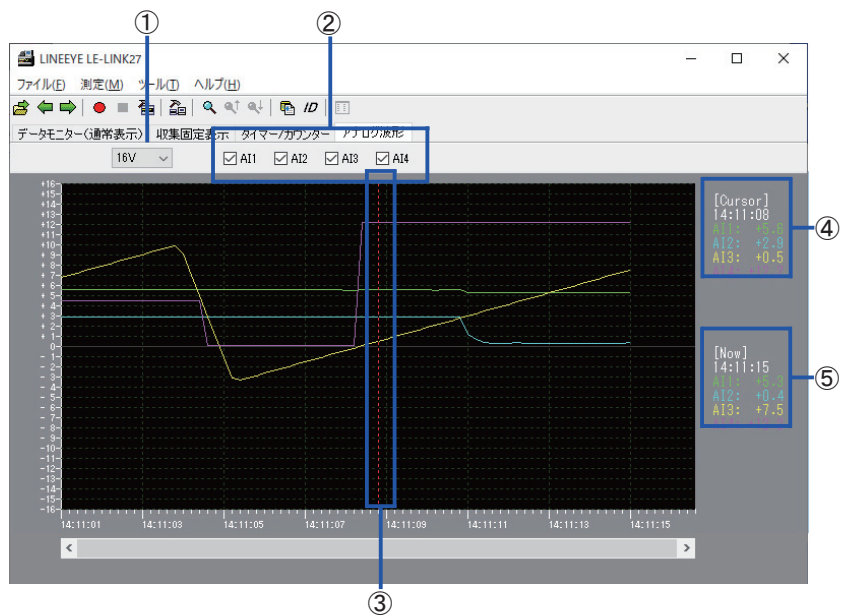 ① ②
LINEEYE LE-LINK27
ファイル(F) 測定(M) ツール(T) ヘルプ(H)
ID
データモニター(通常表示) 収集固定表示 タイマー/カウンター アナログ波形
16V AI1 AI2 AI3 AI4
+16
+15
+14
+13
+12
+11
+10
+ 9
+ 8
+ 7
+ 6
+ 5
+ 4
+ 3
+ 2
+ 1
0
- 1
- 2
- 3
- 4
- 5
- 6
- 7
- 8
- 9
-10
-11
-12
-13
-14
-15
-16
14:11:01 14:11:03 14:11:05 14:11:07 14:11:09 14:11:11 14:11:13 14:11:15
[Cursor]
14:11:08
AI1: +5.6
AI2: +2.9
AI3: +0.5
④
[Now]
14:11:15
AI1: +5.3
AI2: +0.4
AI3: +7.5
⑤
③